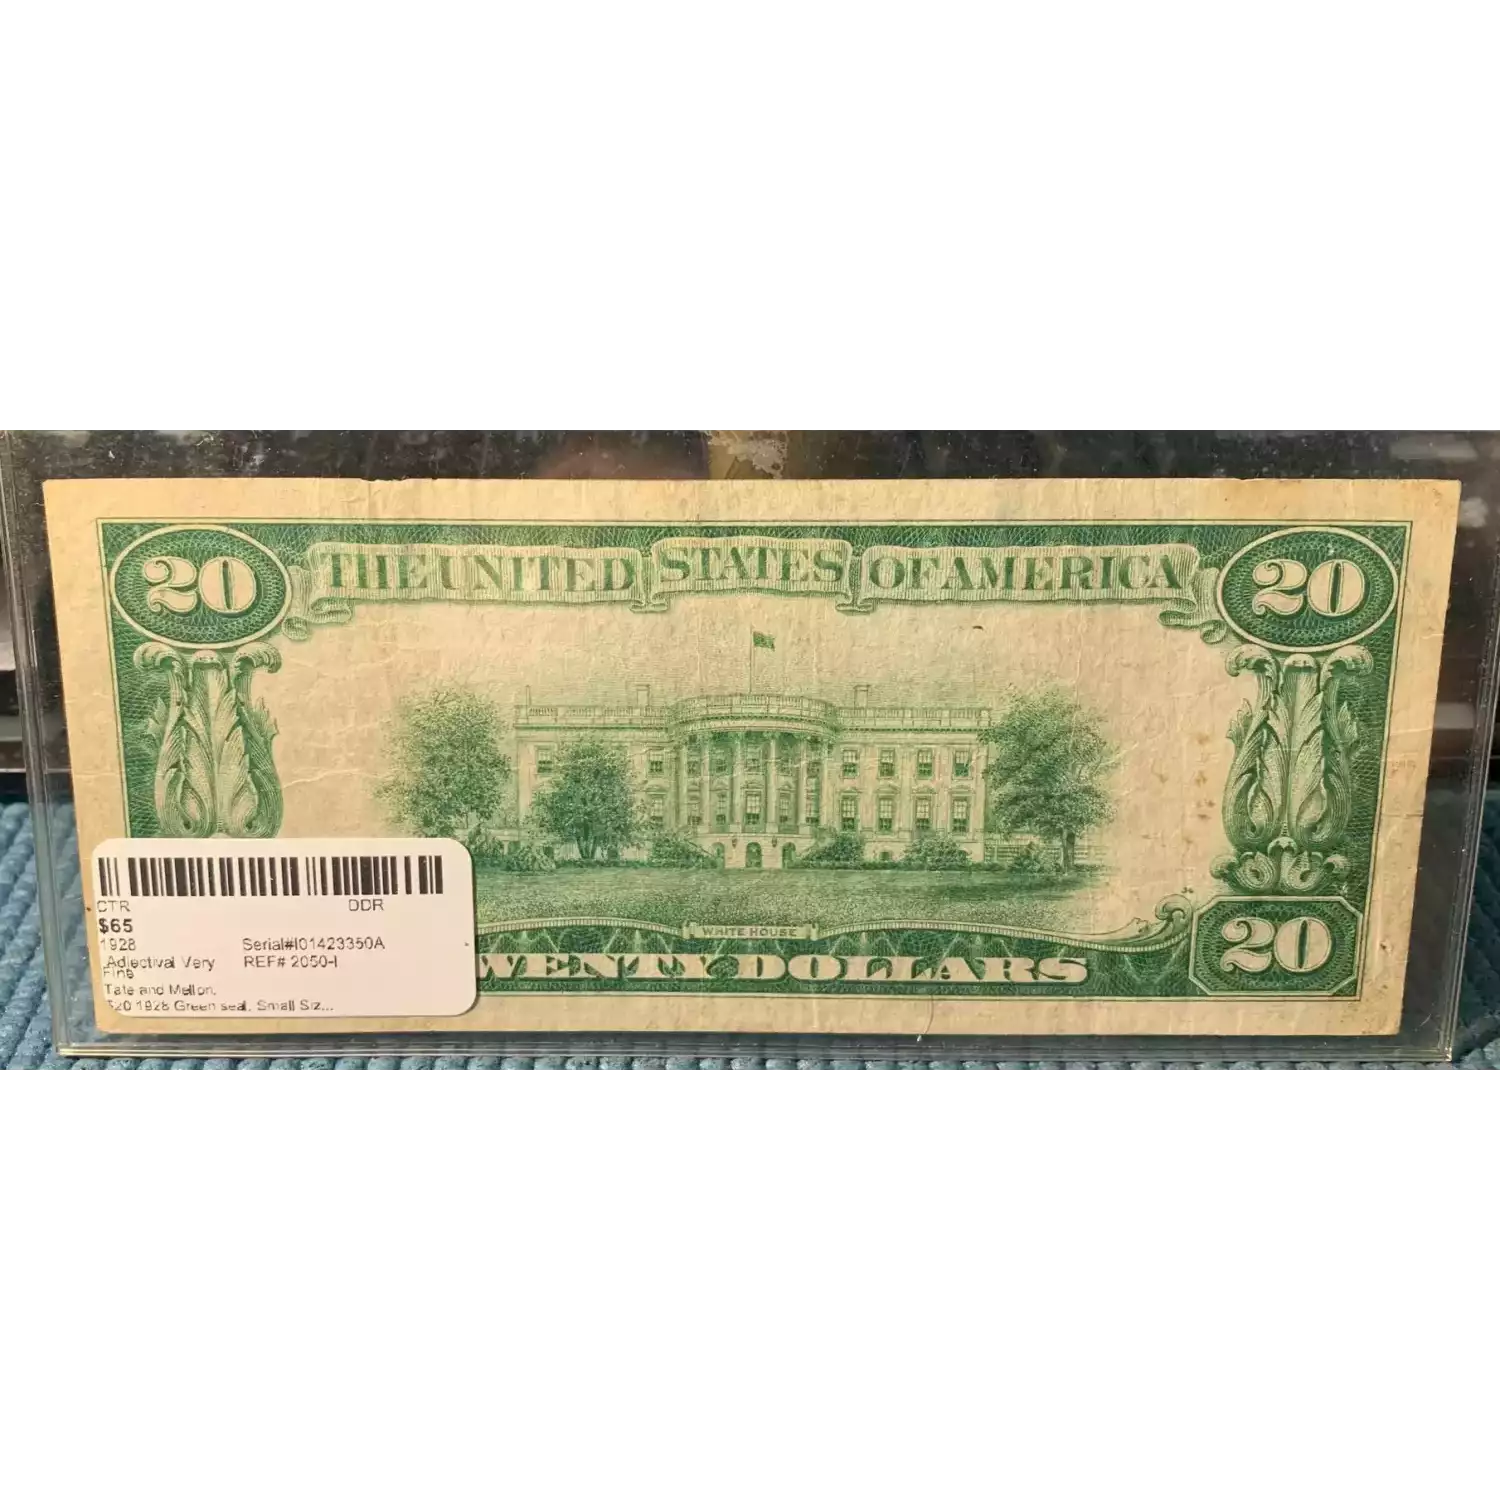 20 THE UNITED STATES OF AMERICA 20
WHITE HOUSE
WENTY DOLLARS 20
CTR DDR
$65
1928 Serial#I01423350A
Adjectival Very REF# 2050-I
Fine
Tate and Mellon.
$20 1928 Green seal. Small Siz...